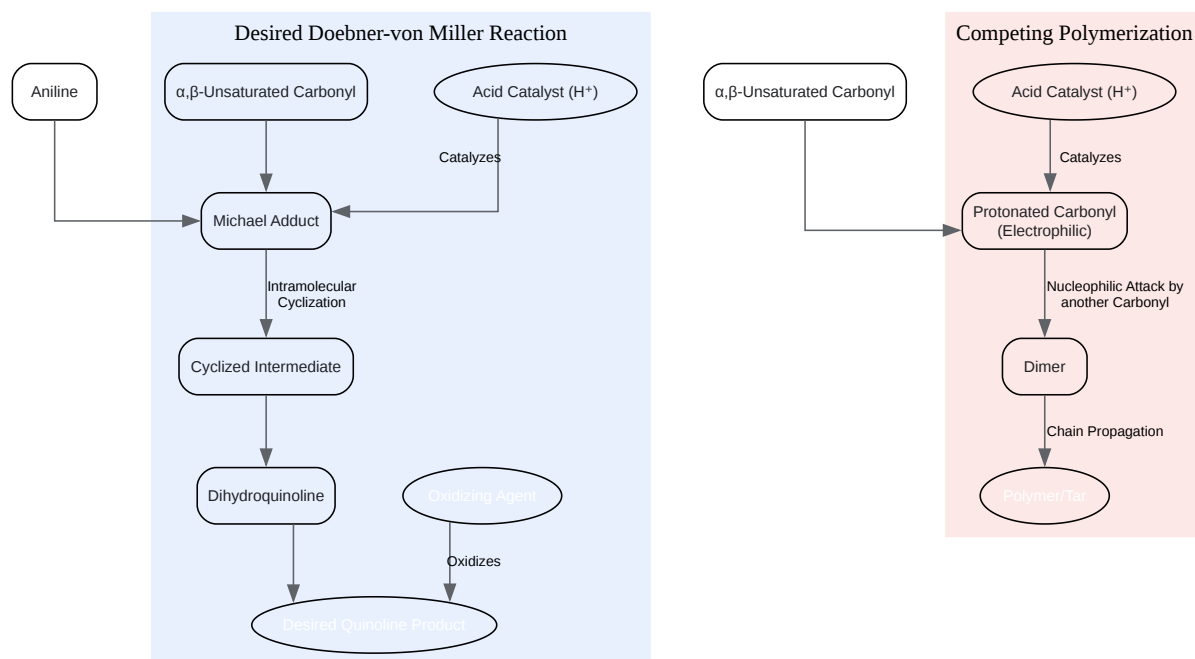 Desired Doebner-von Miller Reaction
Aniline
α,β-Unsaturated Carbonyl
Acid Catalyst (H⁺)
Catalyzes
Michael Adduct
Intramolecular
Cyclization
Cyclized Intermediate
Dihydroquinoline
Oxidizing Agent
Oxidizes
Desired Quinoline Product
Competing Polymerization
α,β-Unsaturated Carbonyl
Acid Catalyst (H⁺)
Catalyzes
Protonated Carbonyl
(Electrophilic)
Nucleophilic Attack by
another Carbonyl
Dimer
Chain Propagation
Polymer/Tar